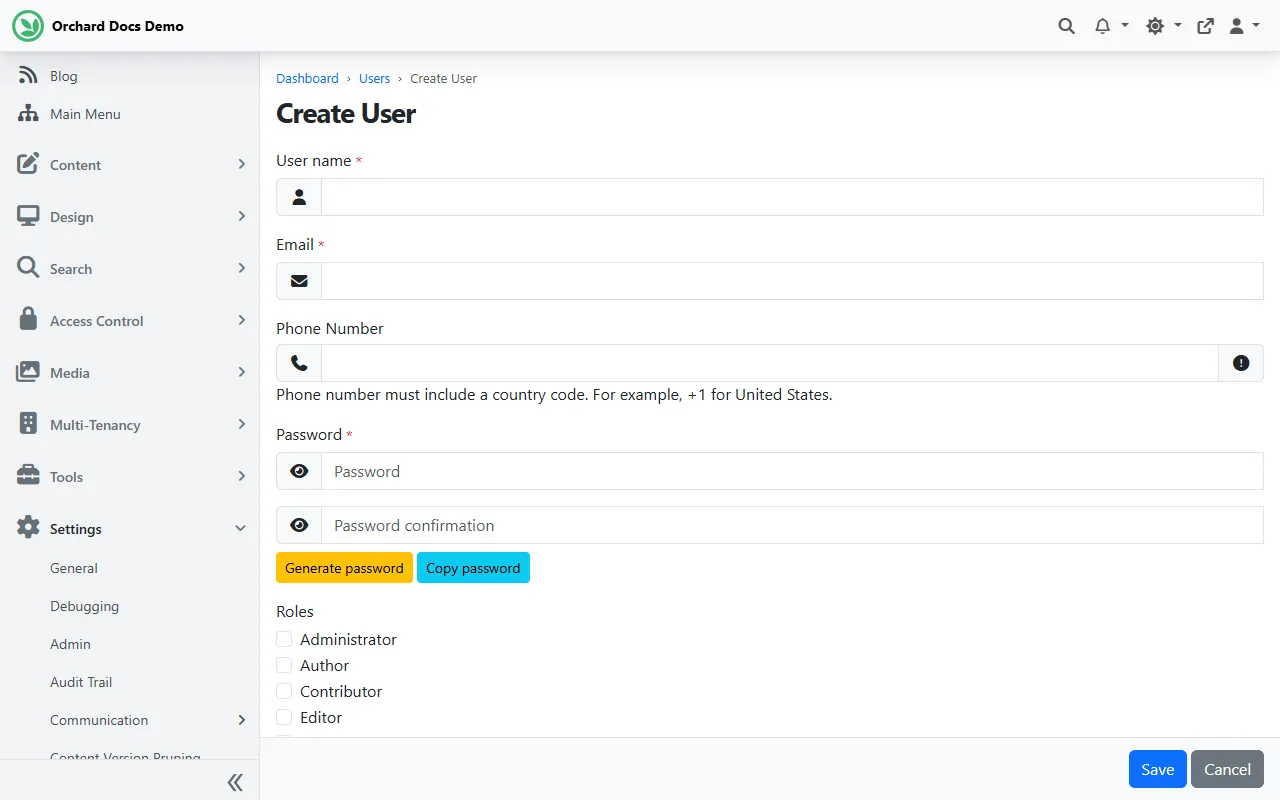 Orchard Docs Demo
Blog
Main Menu
Content
Design
Search
Access Control
Media
Multi-Tenancy
Tools
Settings
General
Debugging
Admin
Audit Trail
Communication
Content Version Pruning
Dashboard › Users › Create User
Create User
User name *
Email *
Phone Number
Phone number must include a country code. For example, +1 for United States.
Password *
Password
Password confirmation
Generate password Copy password
Roles
Administrator
Author
Contributor
Editor
Save Cancel